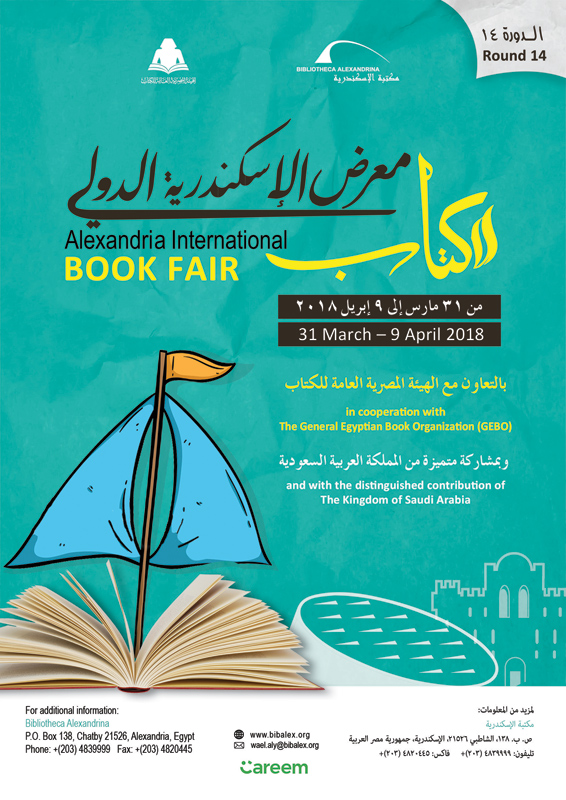 الدورة ١٤
Round 14
BIBLIOTHECA ALEXANDRINA
مكتبة الإسكندرية
معرض الإسكندرية الدولي
للكتاب
Alexandria International
BOOK FAIR
من ٣١ مارس إلى ٩ إبريل ٢٠١٨
31 March – 9 April 2018
بالتعاون مع الهيئة المصرية العامة للكتاب
in cooperation with
The General Egyptian Book Organization (GEBO)
وبمشاركة متميزة من المملكة العربية السعودية
and with the distinguished contribution of
The Kingdom of Saudi Arabia
For additional information:
Bibliotheca Alexandrina
P.O. Box 138, Chatby 21526, Alexandria, Egypt
Phone: +(203) 4839999 Fax: +(203) 4820445
www.bibalex.org
wael.aly@bibalex.org
Careem
لمزيد من المعلومات:
مكتبة الإسكندرية
ص. ب. ١٣٨، الشاطبي ٢١٥٢٦، الإسكندرية، جمهورية مصر العربية
تليفون: ٤٨٣٩٩٩٩ (٢٠٣)+ فاكس: ٤٨٢٠٤٤٥ (٢٠٣)+